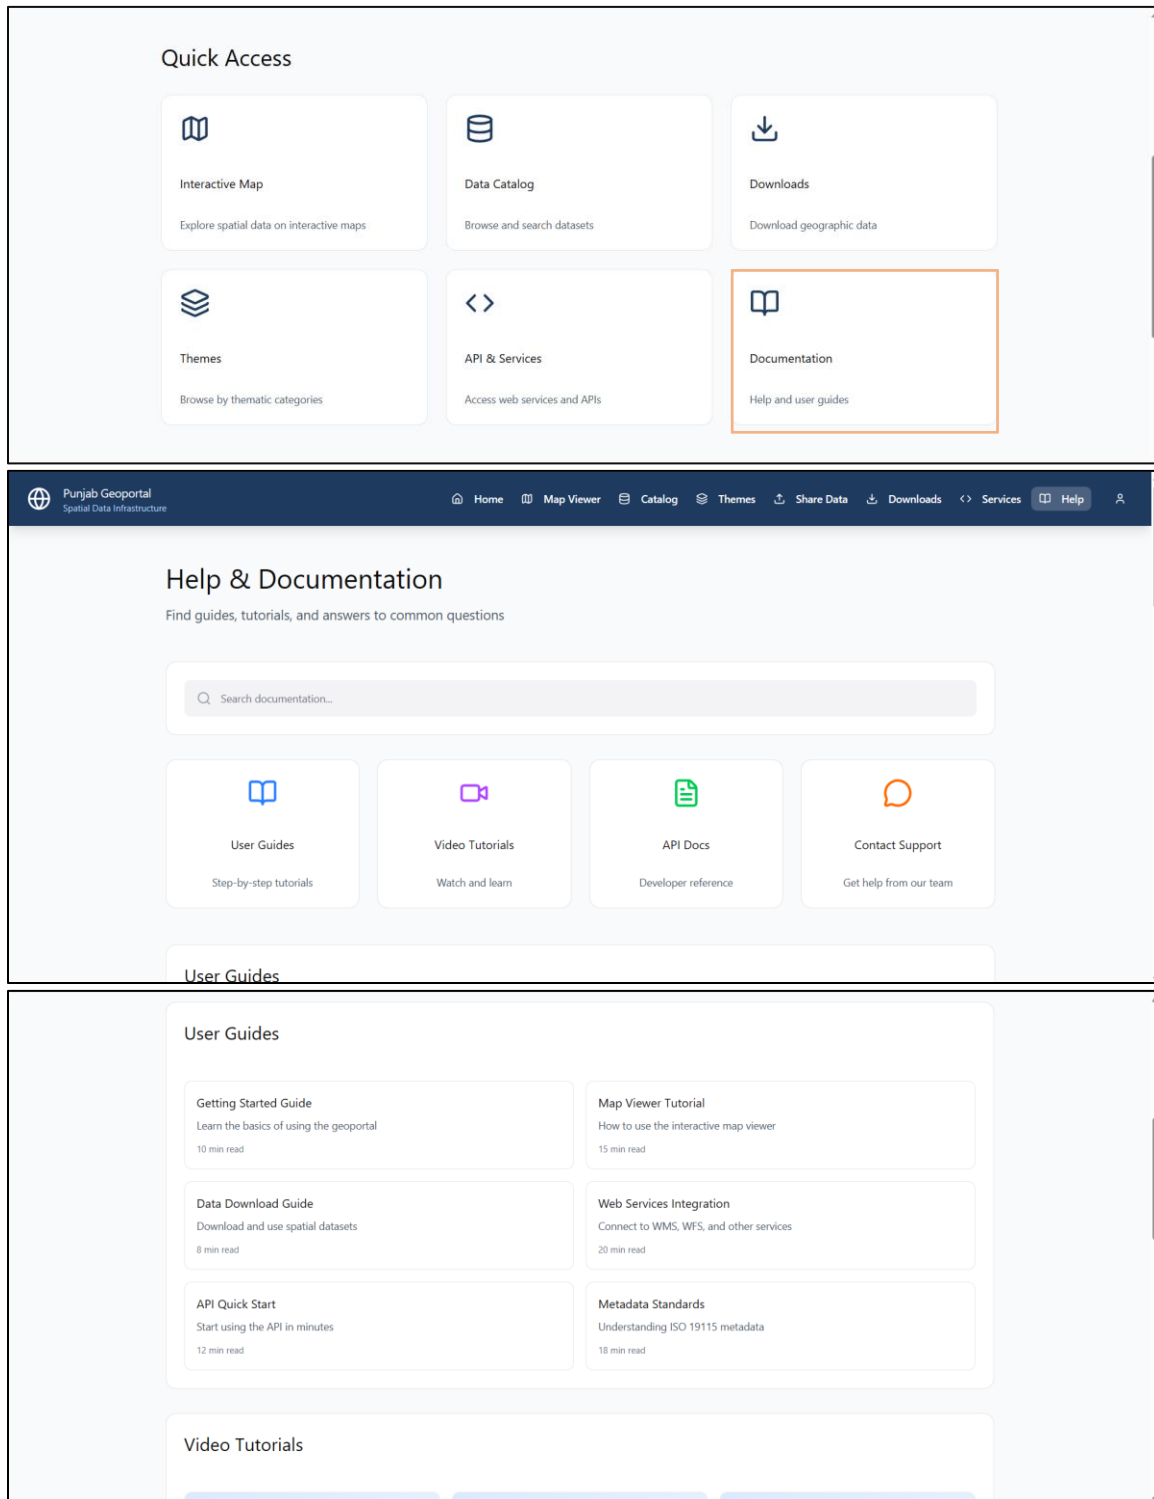 Quick Access
Interactive Map
Explore spatial data on interactive maps
Data Catalog
Browse and search datasets
Downloads
Download geographic data
Themes
Browse by thematic categories
API & Services
Access web services and APIs
Documentation
Help and user guides
Punjab Geoportal
Spatial Data Infrastructure
Home
Map Viewer
Catalog
Themes
Share Data
Downloads
Services
Help
Help & Documentation
Find guides, tutorials, and answers to common questions
Search documentation...
User Guides
Step-by-step tutorials
Video Tutorials
Watch and learn
API Docs
Developer reference
Contact Support
Get help from our team
User Guides
User Guides
Getting Started Guide
Learn the basics of using the geoportal
10 min read
Map Viewer Tutorial
How to use the interactive map viewer
15 min read
Data Download Guide
Download and use spatial datasets
8 min read
Web Services Integration
Connect to WMS, WFS, and other services
20 min read
API Quick Start
Start using the API in minutes
12 min read
Metadata Standards
Understanding ISO 19115 metadata
18 min read
Video Tutorials